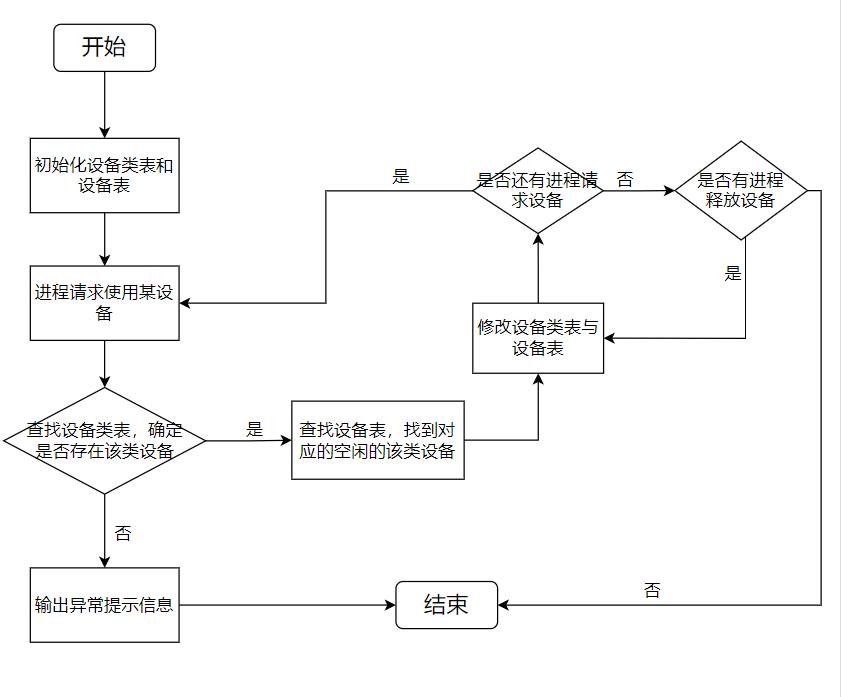 开始
初始化设备类表和
设备表
进程请求使用某设
备
查找设备类表，确定
是否存在该类设备
是
查找设备表，找到对
应的空闲的该类设备
修改设备类表与
设备表
是否还有进程请
求设备
是
否
是否有进程
释放设备
是
否
否
输出异常提示信息
结束